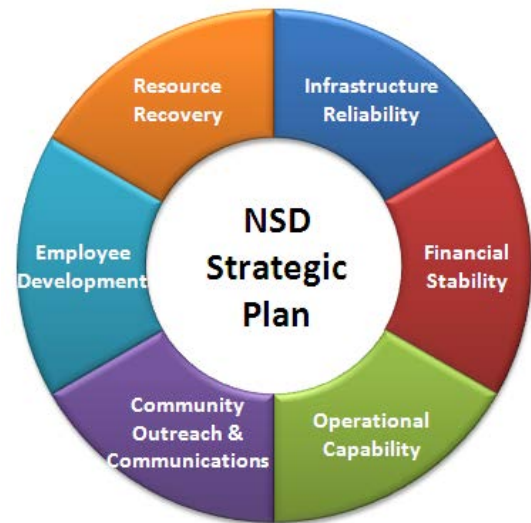 NSD
Strategic
Plan
Infrastructure
Reliability
Financial
Stability
Operational
Capability
Community
Outreach &
Communications
Employee
Development
Resource
Recovery